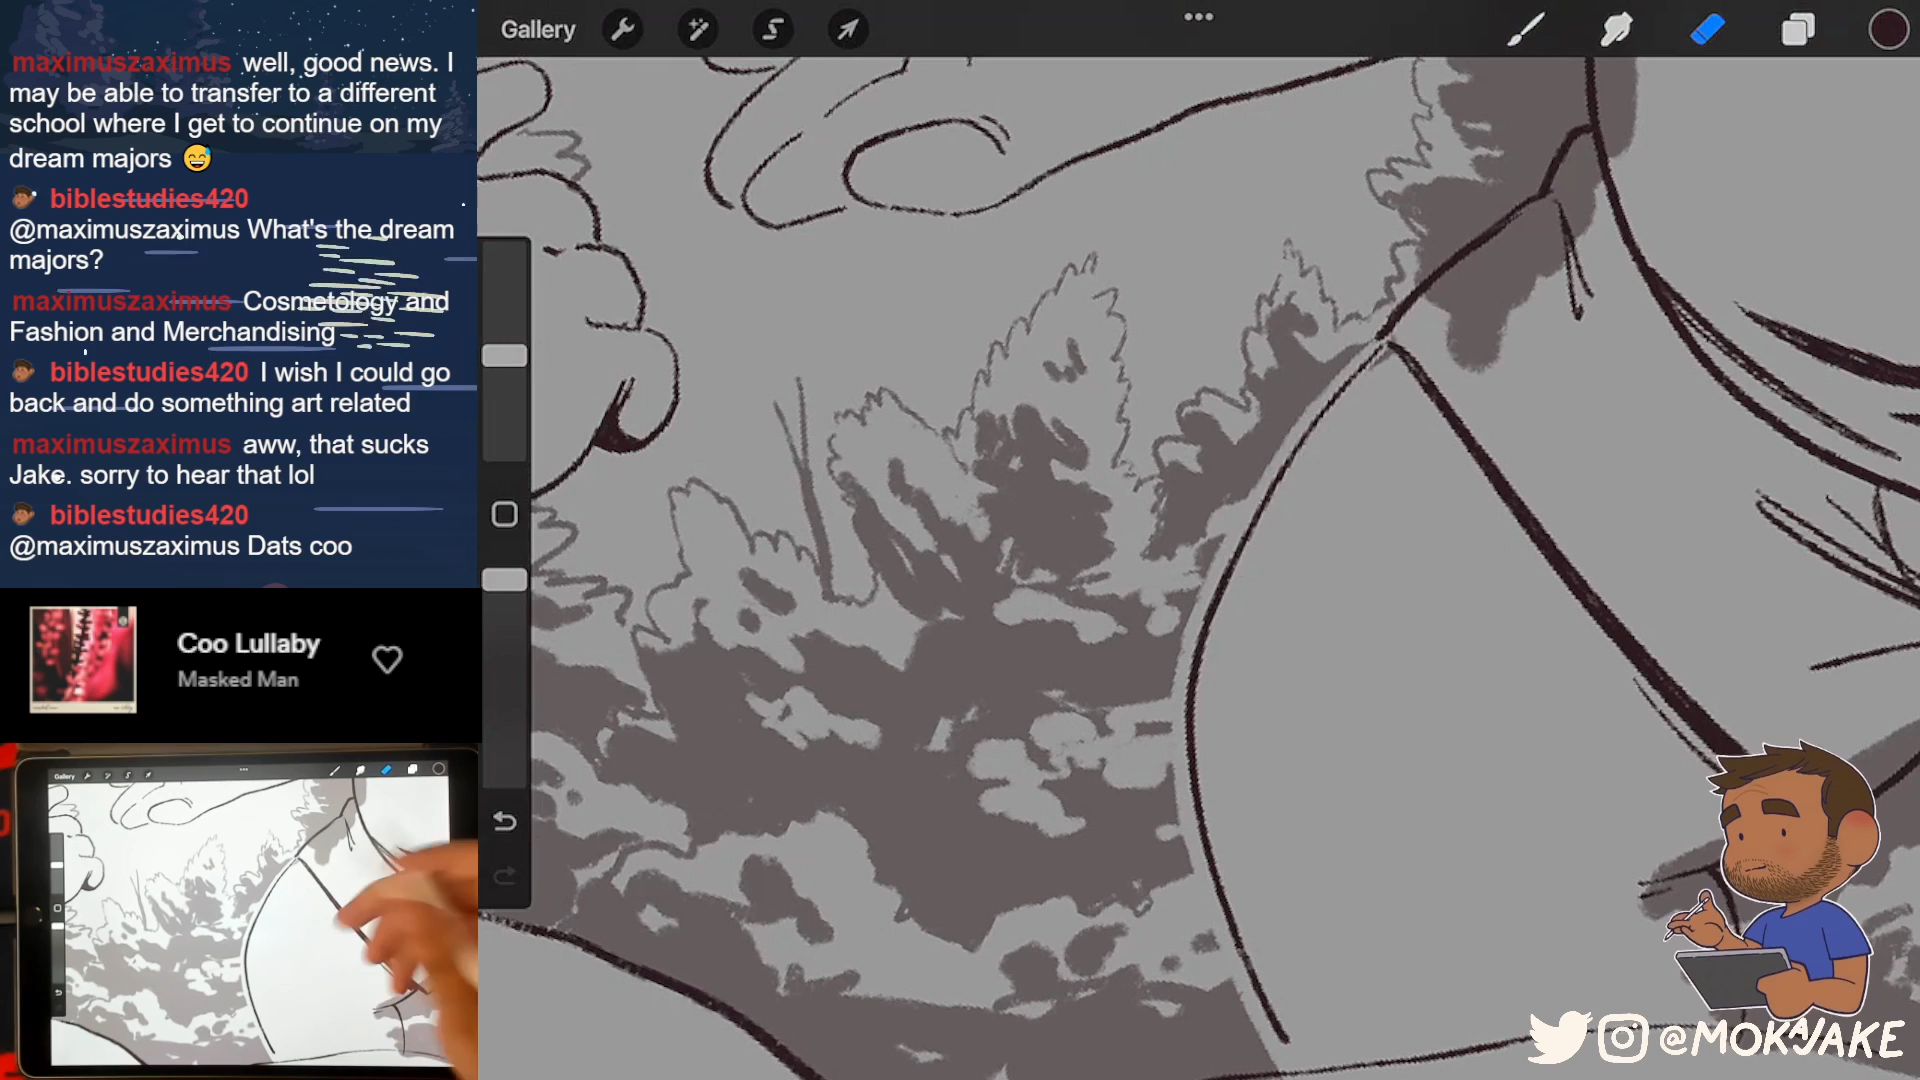 maximuszaximus well, good news. I
may be able to transfer to a different
school where I get to continue on my
dream majors 😅
biblestudies420
@maximuszaximus What's the dream
majors?
maximuszaximus Cosmetology and
Fashion and Merchandising
biblestudies420 I wish I could go
back and do something art related
maximuszaximus aww, that sucks
Jake. sorry to hear that lol
biblestudies420
@maximuszaximus Dats coo
Coo Lullaby
Masked Man
Gallery
Gallery
@MOKAJAKE